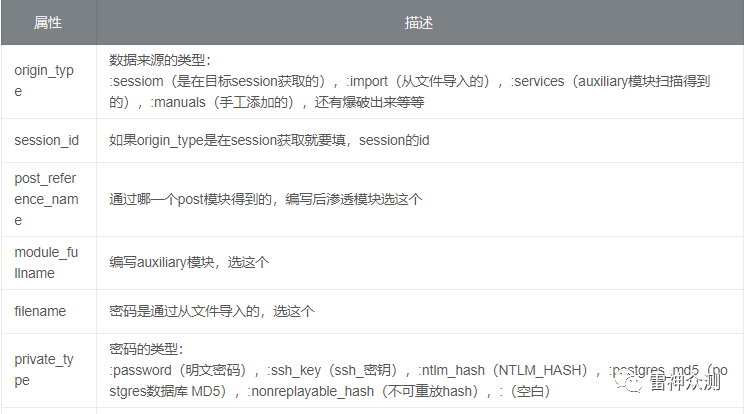 属性 描述
origin_typ
e
数据来源的类型:
:sessiom（是在目标session获取的）, :import（从文件导入的）, :services（auxiliary模块扫描得到
的）, :manuals（手工添加的）, 还有爆破出来等等
session_id 如果origin_type是在session获取就要填, session的id
post_refer
ence_nam
e
通过哪一个post模块得到的, 编写后渗透模块选这个
module_fu
llname
编写auxiliary模块, 选这个
filename 密码是通过从文件导入的, 选这个
private_ty
pe
密码的类型:
:password（明文密码）, :ssh_key（ssh_密钥）, :ntlm_hash（NTLM_HASH）, :postgres_md5（po
stgres数据库 MD5）, :nonreplayable_hash（不可重放hash）, :（空白）
雷神众测